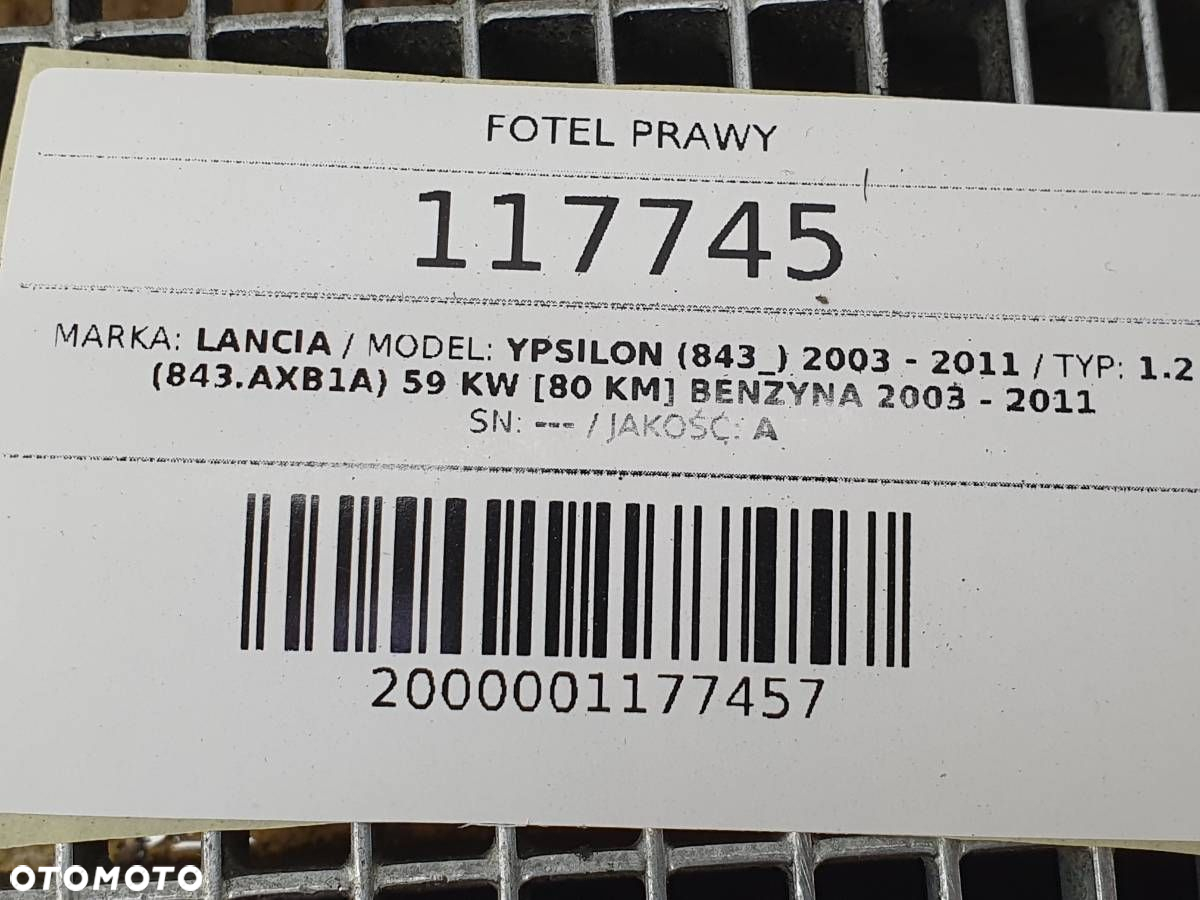 FOTEL PRAWY
117745
MARKA: LANCIA / MODEL: YPSILON (843_) 2003 - 2011 / TYP: 1.2
(843.AXB1A) 59 KW [80 KM] BENZYNA 2003 - 2011
SN: --- / JAKOŚĆ: A
2000001177457
OTOMOTO